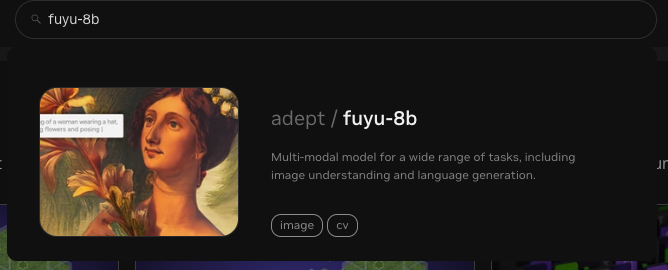 fuyu-8b
g of a woman wearing a hat,
g flowers and posing |
adept / fuyu-8b
Multi-modal model for a wide range of tasks, including
image understanding and language generation.
image cv